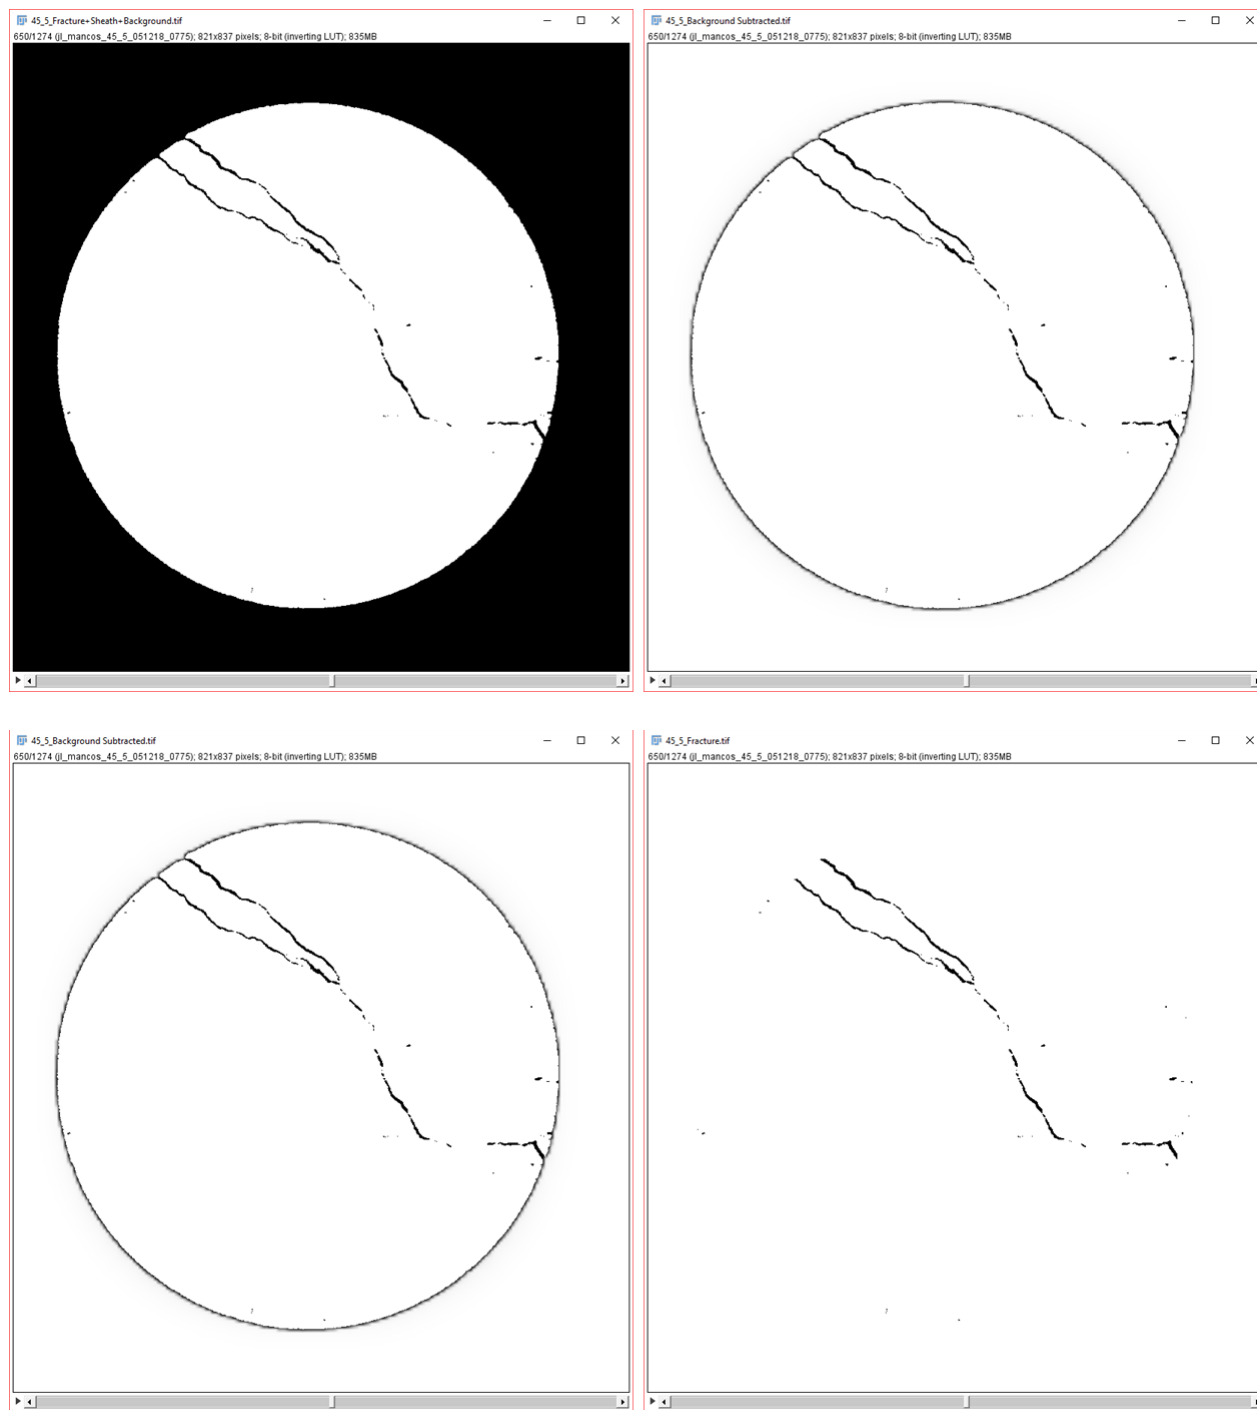 45_5_Fracture+Sheath+Background.tif
650/1274 (jl_mancos_45_5_051218_0775); 821x837 pixels; 8-bit (inverting LUT); 835MB
45_5_Background Subtracted.tif
650/1274 (jl_mancos_45_5_051218_0775); 821x837 pixels; 8-bit (inverting LUT); 835MB
45_5_Background Subtracted.tif
650/1274 (jl_mancos_45_5_051218_0775); 821x837 pixels; 8-bit (inverting LUT); 835MB
45_5_Fracture.tif
650/1274 (jl_mancos_45_5_051218_0775); 821x837 pixels; 8-bit (inverting LUT); 835MB